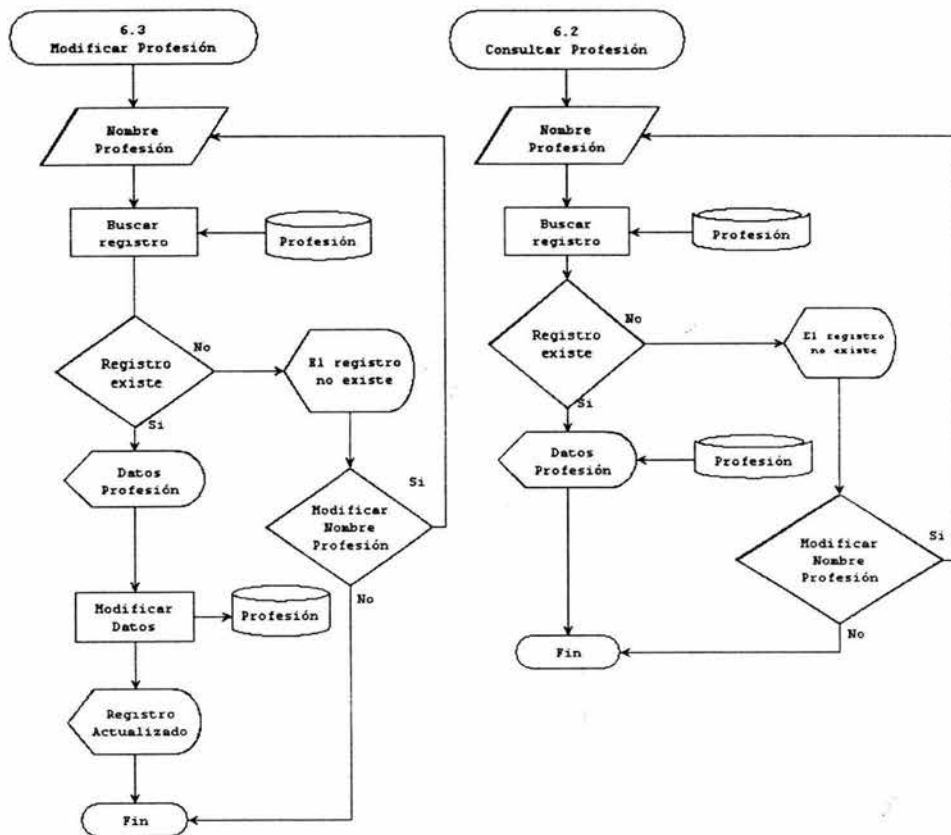 6.3
Modificar Profesión
Nombre
Profesión
Buscar
registro
Profesión
Registro
existe
No
El registro
no existe
Si
Datos
Profesión
Si
Modificar
Nombre
Profesión
No
Modificar
Datos
Profesión
Registro
Actualizado
Fin
6.2
Consultar Profesión
Nombre
Profesión
Buscar
registro
Profesión
Registro
existe
No
El registro
no existe
Si
Datos
Profesión
Profesión
Si
Modificar
Nombre
Profesión
No
Fin